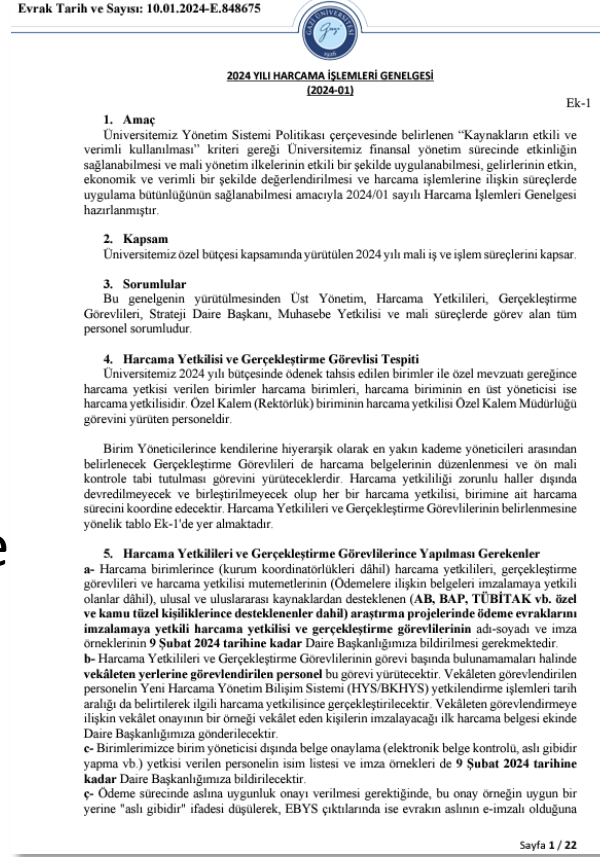 Evrak Tarih ve Sayısı: 10.01.2024-E.848675
GAZİ ÜNİVERSİTESİ
Gazi
1926
2024 YILI HARCAMA İŞLEMLERİ GENELGESİ
(2024-01)
Ek-1
1. Amaç
Üniversitemiz Yönetim Sistemi Politikası çerçevesinde belirlenen “Kaynakların etkili ve
verimli kullanılması” kriteri gereği Üniversitemiz finansal yönetim sürecinde etkinliğin
sağlanabilmesi ve mali yönetim ilkelerinin etkili bir şekilde uygulanabilmesi, gelirlerinin etkin,
ekonomik ve verimli bir şekilde değerlendirilmesi ve harcama işlemlerine ilişkin süreçlerde
uygulama bütünlüğünün sağlanabilmesi amacıyla 2024/01 sayılı Harcama İşlemleri Genelgesi
hazırlanmıştır.
2. Kapsam
Üniversitemiz özel bütçesi kapsamında yürütülen 2024 yılı mali iş ve işlem süreçlerini kapsar.
3. Sorumlular
Bu genelgenin yürütülmesinden Üst Yönetim, Harcama Yetkilileri, Gerçekleştirme
Görevlileri, Strateji Daire Başkanı, Muhasebe Yetkilisi ve mali süreçlerde görev alan tüm
personel sorumludur.
4. Harcama Yetkilisi ve Gerçekleştirme Görevlisi Tespiti
Üniversitemiz 2024 yılı bütçesinde ödenek tahsis edilen birimler ile özel mevzuatı gereğince
harcama yetkisi verilen birimler harcama birimleri, harcama biriminin en üst yöneticisi ise
harcama yetkilisidir. Özel Kalem (Rektörlük) biriminin harcama yetkilisi Özel Kalem Müdürlüğü
görevini yürüten personeldir.
Birim Yöneticilerince kendilerine hiyerarşik olarak en yakın kademe yöneticileri arasından
belirlenecek Gerçekleştirme Görevlileri de harcama belgelerinin düzenlenmesi ve ön mali
kontrole tabi tutulması görevini yürüteceklerdir. Harcama yetkililiği zorunlu haller dışında
devredilmeyecek ve birleştirilmeyecek olup her bir harcama yetkilisi, birimine ait harcama
sürecini koordine edecektir. Harcama Yetkilileri ve Gerçekleştirme Görevlilerinin belirlenmesine
yönelik tablo Ek-1'de yer almaktadır.
e
5. Harcama Yetkilileri ve Gerçekleştirme Görevlilerince Yapılması Gerekenler
a- Harcama birimlerince (kurum koordinatörlükleri dâhil) harcama yetkilileri, gerçekleştirme
görevlileri ve harcama yetkilisi mutemetlerinin (Ödemelere ilişkin belgeleri imzalamaya yetkili
olanlar dâhil), ulusal ve uluslararası kaynaklardan desteklenen (AB, BAP, TÜBİTAK vb. özel
ve kamu tüzel kişiliklerince desteklenenler dahil) araştırma projelerinde ödeme evraklarını
imzalamaya yetkili harcama yetkilisi ve gerçekleştirme görevlilerinin adı-soyadı ve imza
örneklerinin 9 Şubat 2024 tarihine kadar Daire Başkanlığımıza bildirilmesi gerekmektedir.
b- Harcama Yetkilileri ve Gerçekleştirme Görevlilerinin görevi başında bulunamamaları halinde
vekâleten yerlerine görevlendirilen personel bu görevi yürütecektir. Vekâleten görevlendirilen
personelin Yeni Harcama Yönetim Bilişim Sistemi (HYS/BKHYS) yetkilendirme işlemleri tarih
aralığı da belirtilerek ilgili harcama yetkilisince gerçekleştirilecektir. Vekâleten görevlendirmeye
ilişkin vekâlet onayının bir örneği vekâlet eden kişilerin imzalayacağı ilk harcama belgesi ekinde
Daire Başkanlığımıza gönderilecektir.
c- Birimlerimizce birim yöneticisi dışında belge onaylama (elektronik belge kontrolü, aslı gibidir
yapma vb.) yetkisi verilen personelin isim listesi ve imza örnekleri de 9 Şubat 2024 tarihine
kadar Daire Başkanlığımıza bildirilecektir.
ç- Ödeme sürecinde aslına uygunluk onayı verilmesi gerektiğinde, bu onay örneğin uygun bir
yerine "aslı gibidir" ifadesi düşülerek, EBYS çıktılarında ise evrakın aslının e-imzalı olduğuna
Sayfa 1 / 22